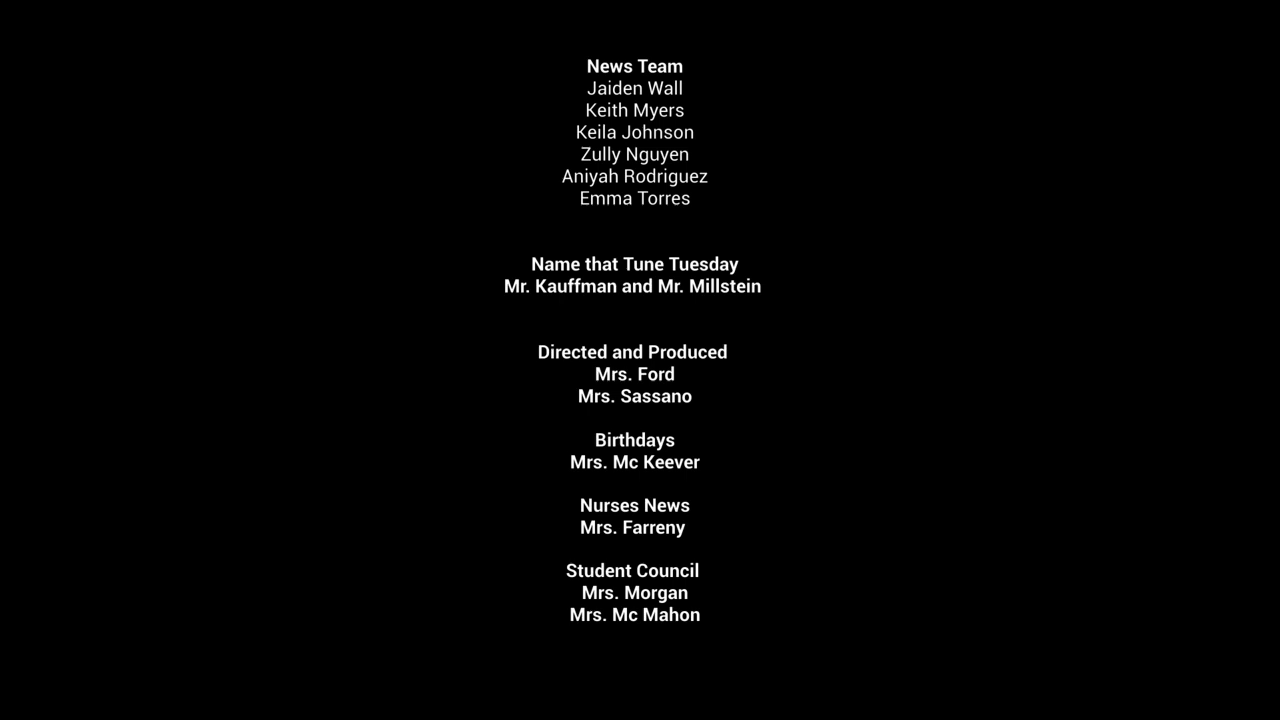 News Team
Jaiden Wall
Keith Myers
Keila Johnson
Zully Nguyen
Aniyah Rodriguez
Emma Torres
Name that Tune Tuesday
Mr. Kauffman and Mr. Millstein
Directed and Produced
Mrs. Ford
Mrs. Sassano
Birthdays
Mrs. Mc Keever
Nurses News
Mrs. Farreny
Student Council
Mrs. Morgan
Mrs. Mc Mahon